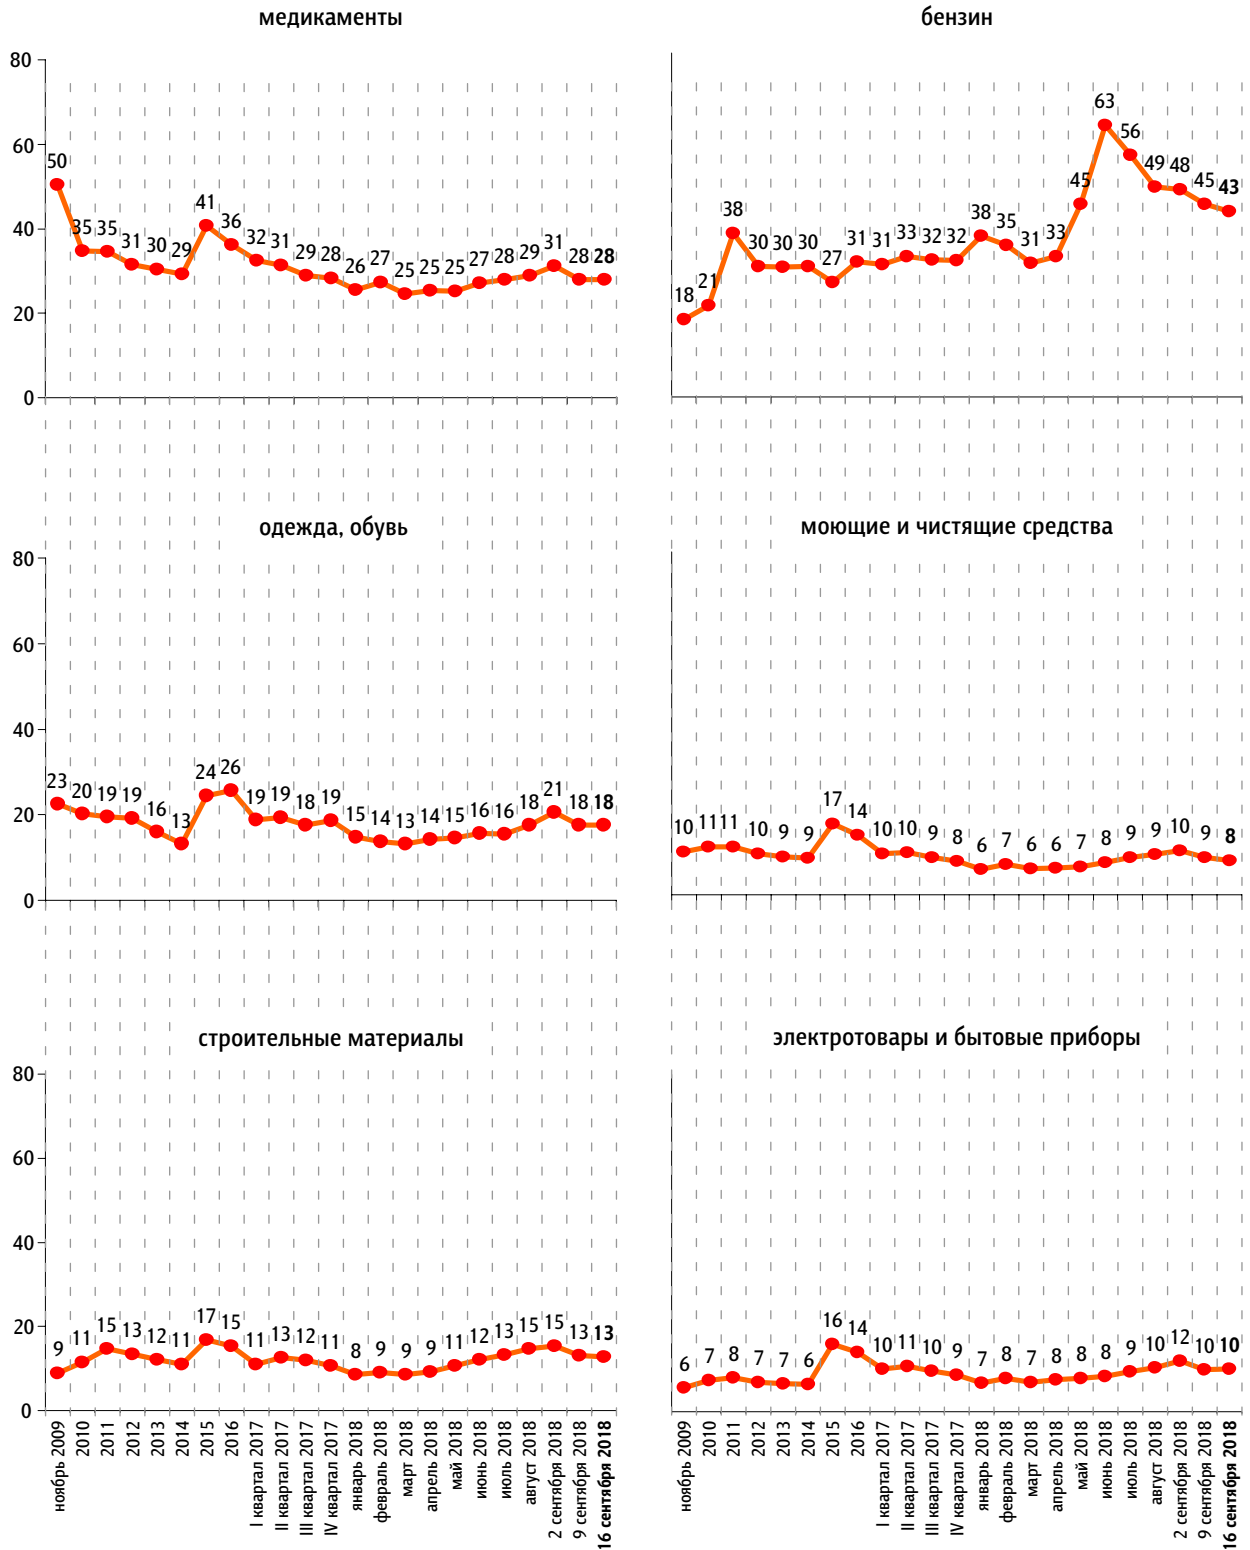 медикаменты
80
60
40
20
0
50 35 35 31 30 29 41 36 32 31 29 28 26 27 25 25 25 27 28 29 31 28 28
бензин
18 21 38 30 30 30 27 31 31 33 32 32 38 35 31 33 45 63 56 49 48 45 43
одежда, обувь
80
60
40
20
0
23 20 19 19 16 13 24 26 19 19 18 19 15 14 13 14 15 16 16 18 21 18 18
моющие и чистящие средства
10 11 11 10 9 9 17 14 10 10 9 8 6 7 6 6 7 8 9 9 10 9 8
строительные материалы
80
60
40
20
0
9 11 15 13 12 11 17 15 11 13 12 11 8 9 9 9 11 12 13 15 15 13 13
ноябрь 2009
2010
2011
2012
2013
2014
2015
2016
I квартал 2017
II квартал 2017
III квартал 2017
IV квартал 2017
январь 2018
февраль 2018
март 2018
апрель 2018
май 2018
июнь 2018
июль 2018
август 2018
2 сентября 2018
9 сентября 2018
16 сентября 2018
электротовары и бытовые приборы
6 7 8 7 7 6 16 14 10 11 10 9 7 8 7 8 8 8 9 10 12 10 10
ноябрь 2009
2010
2011
2012
2013
2014
2015
2016
I квартал 2017
II квартал 2017
III квартал 2017
IV квартал 2017
январь 2018
февраль 2018
март 2018
апрель 2018
май 2018
июнь 2018
июль 2018
август 2018
2 сентября 2018
9 сентября 2018
16 сентября 2018